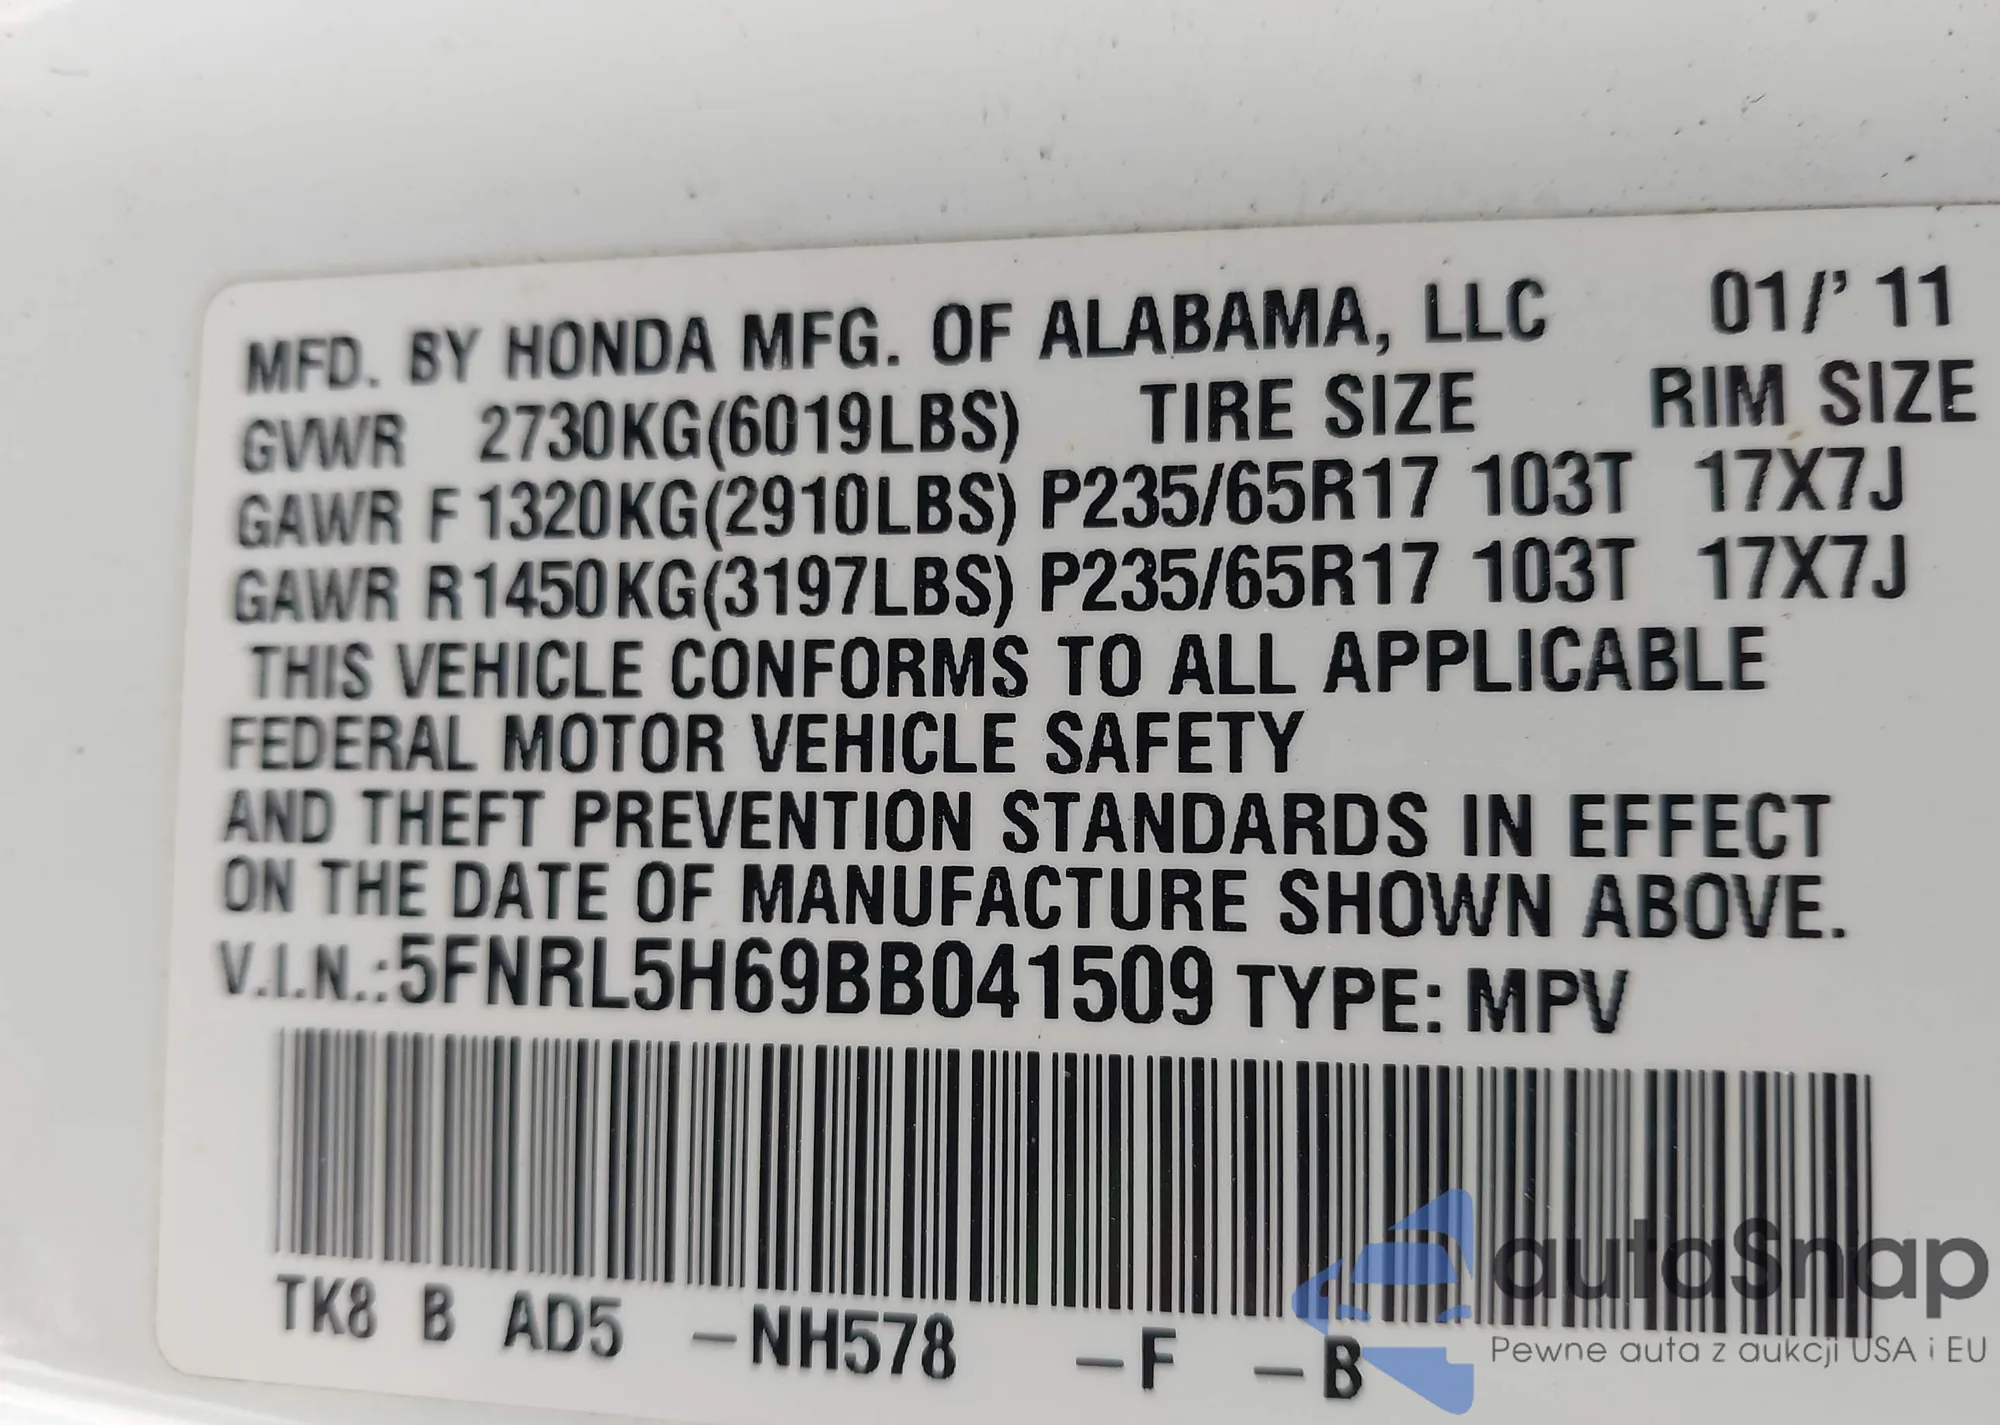 MFD. BY HONDA MFG. OF ALABAMA, LLC 01/'11
GVWR 2730KG(6019LBS) TIRE SIZE RIM SIZE
GAWR F 1320KG(2910LBS) P235/65R17 103T 17X7J
GAWR R 1450KG(3197LBS) P235/65R17 103T 17X7J
THIS VEHICLE CONFORMS TO ALL APPLICABLE
FEDERAL MOTOR VEHICLE SAFETY
AND THEFT PREVENTION STANDARDS IN EFFECT
ON THE DATE OF MANUFACTURE SHOWN ABOVE.
V.I.N.:5FNRL5H69BB041509 TYPE: MPV
TK8 B AD5 –NH578 –F –B
autaSnap
Pewne auta z aukcji USA i EU